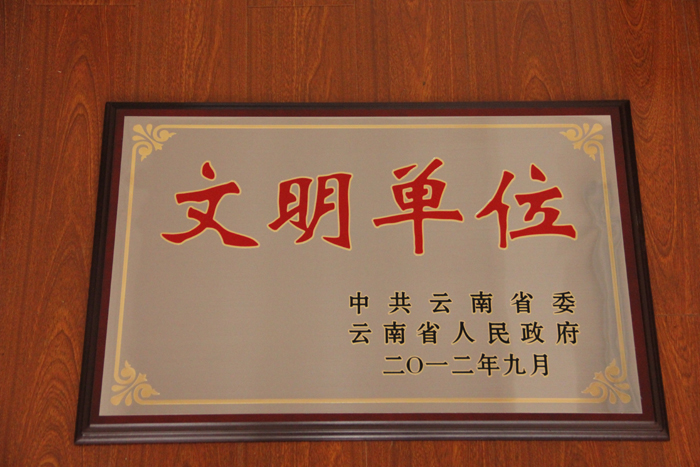 文明单位
中共云南省委
云南省人民政府
二〇一二年九月